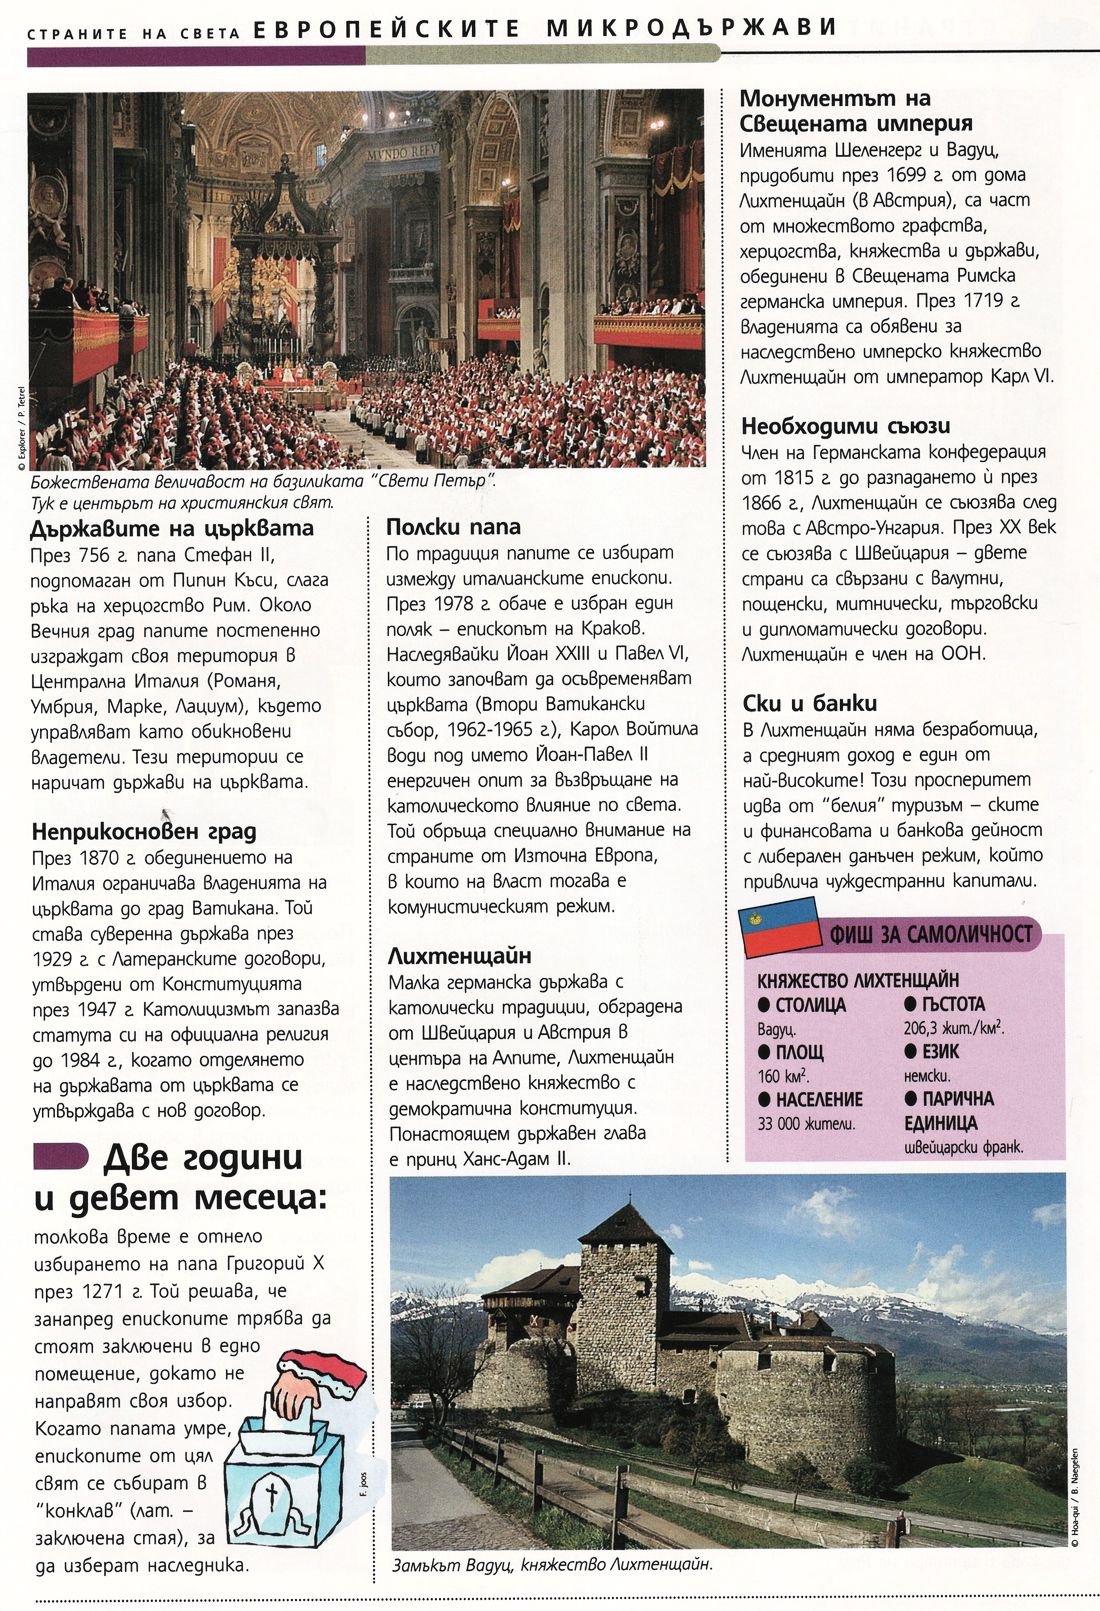 СТРАНИТЕ НА СВЕТА ЕВРОПЕЙСКИТЕ МИКРОДЪРЖАВИ
MVNDO REFV
© Explorer / P. Tetrel
Божествената величавост на базиликата "Свети Петър".
Тук е центърът на християнския свят.
Държавите на църквата
През 756 г. папа Стефан II,
подпомаган от Пипин Къси, слага
ръка на херцогство Рим. Около
Вечния град папите постепенно
изграждат своя територия в
Централна Италия (Романя,
Умбрия, Марке, Лациум), където
управляват като обикновени
владетели. Тези територии се
наричат държави на църквата.
Неприкосновен град
През 1870 г. обединението на
Италия ограничава владенията на
църквата до град Ватикана. Той
става суверенна държава през
1929 г. с Латеранските договори,
утвърдени от Конституцията
през 1947 г. Католицизмът запазва
статута си на официална религия
до 1984 г., когато отделянето
на държавата от църквата се
утвърждава с нов договор.
Две години
и девет месеца:
толкова време е отнело
избирането на папа Григорий X
през 1271 г. Той решава, че
занапред епископите трябва да
стоят заключени в едно
помещение, докато не
направят своя избор.
Когато папата умре,
епископите от цял
свят се събират в
"конклав" (лат. –
заключена стая), за
да изберат наследника.
F. Joos
Полски папа
По традиция папите се избират
измежду италианските епископи.
През 1978 г. обаче е избран един
поляк – епископът на Краков.
Наследявайки Йоан XXIII и Павел VI,
които започват да осъвременяват
църквата (Втори Ватикански
събор, 1962-1965 г.), Карол Войтила
води под името Йоан-Павел II
енергичен опит за възвръщане на
католическото влияние по света.
Той обръща специално внимание на
страните от Източна Европа,
в които на власт тогава е
комунистическият режим.
Лихтенщайн
Малка германска държава с
католически традиции, обградена
от Швейцария и Австрия в
центъра на Алпите, Лихтенщайн
е наследствено княжество с
демократична конституция.
Понастоящем държавен глава
е принц Ханс-Адам II.
Монументът на
Свещената империя
Именията Шеленгерг и Вадуц,
придобити през 1699 г. от дома
Лихтенщайн (в Австрия), са част
от множеството графства,
херцогства, княжества и държави,
обединени в Свещената Римска
германска империя. През 1719 г.
владенията са обявени за
наследствено имперско княжество
Лихтенщайн от император Карл VI.
Необходими съюзи
Член на Германската конфедерация
от 1815 г. до разпадането ѝ през
1866 г., Лихтенщайн се съюзява след
това с Австро-Унгария. През XX век
се съюзява с Швейцария – двете
страни са свързани с валутни,
пощенски, митнически, търговски
и дипломатически договори.
Лихтенщайн е член на ООН.
Ски и банки
В Лихтенщайн няма безработица,
а средният доход е един от
най-високите! Този просперитет
идва от "белия" туризъм – ските
и финансовата и банкова дейност
с либерален данъчен режим, който
привлича чуждестранни капитали.
ФИШ ЗА САМОЛИЧНОСТ
КНЯЖЕСТВО ЛИХТЕНЩАЙН
● СТОЛИЦА
Вадуц.
● ПЛОЩ
160 км².
● НАСЕЛЕНИЕ
33 000 жители.
● ГЪСТОТА
206,3 жит./км².
● ЕЗИК
немски.
● ПАРИЧНА
ЕДИНИЦА
швейцарски франк.
© Hoa-qui / B. Naegelen
Замъкът Вадуц, княжество Лихтенщайн.